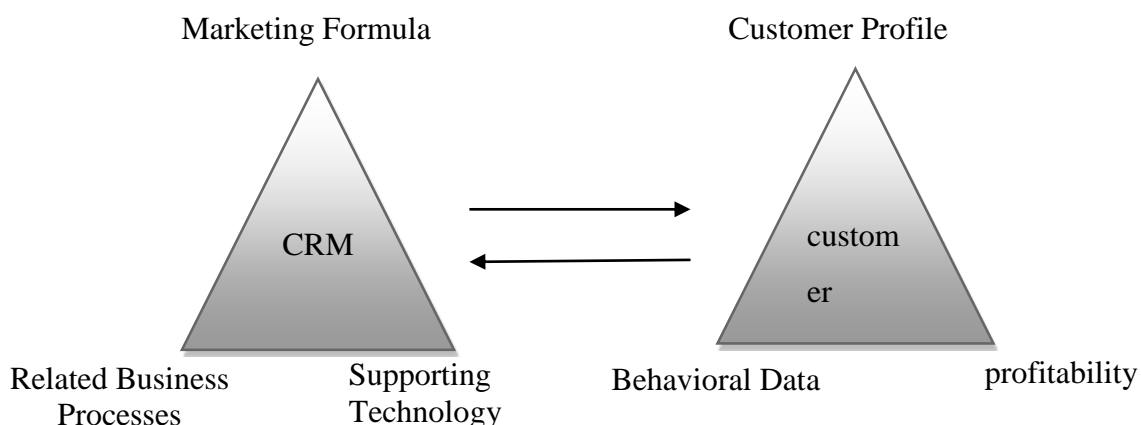 Marketing Formula
Customer Profile
CRM
custom
er
Related Business
Processes
Supporting
Technology
Behavioral Data
profitability